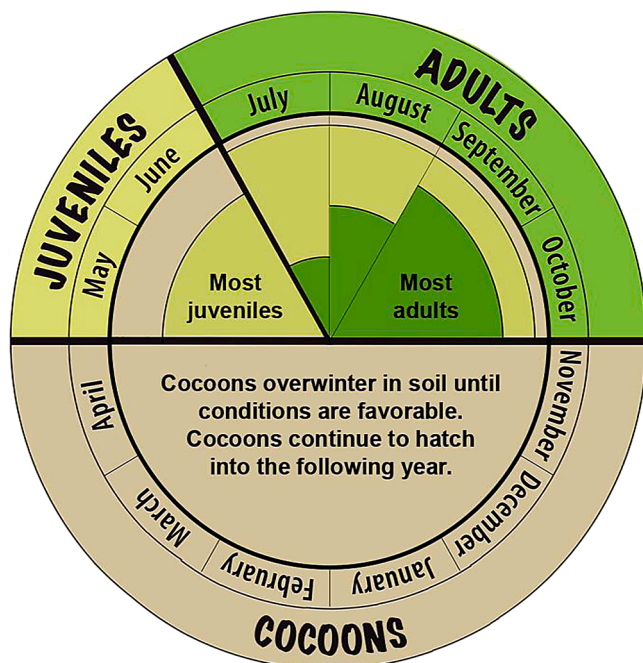 ADULTS
July
August
September
October
JUVENILES
June
May
Most
juveniles
Most
adults
Cocoons overwinter in soil until
conditions are favorable.
Cocoons continue to hatch
into the following year.
April
March
February
January
December
November
COCOONS